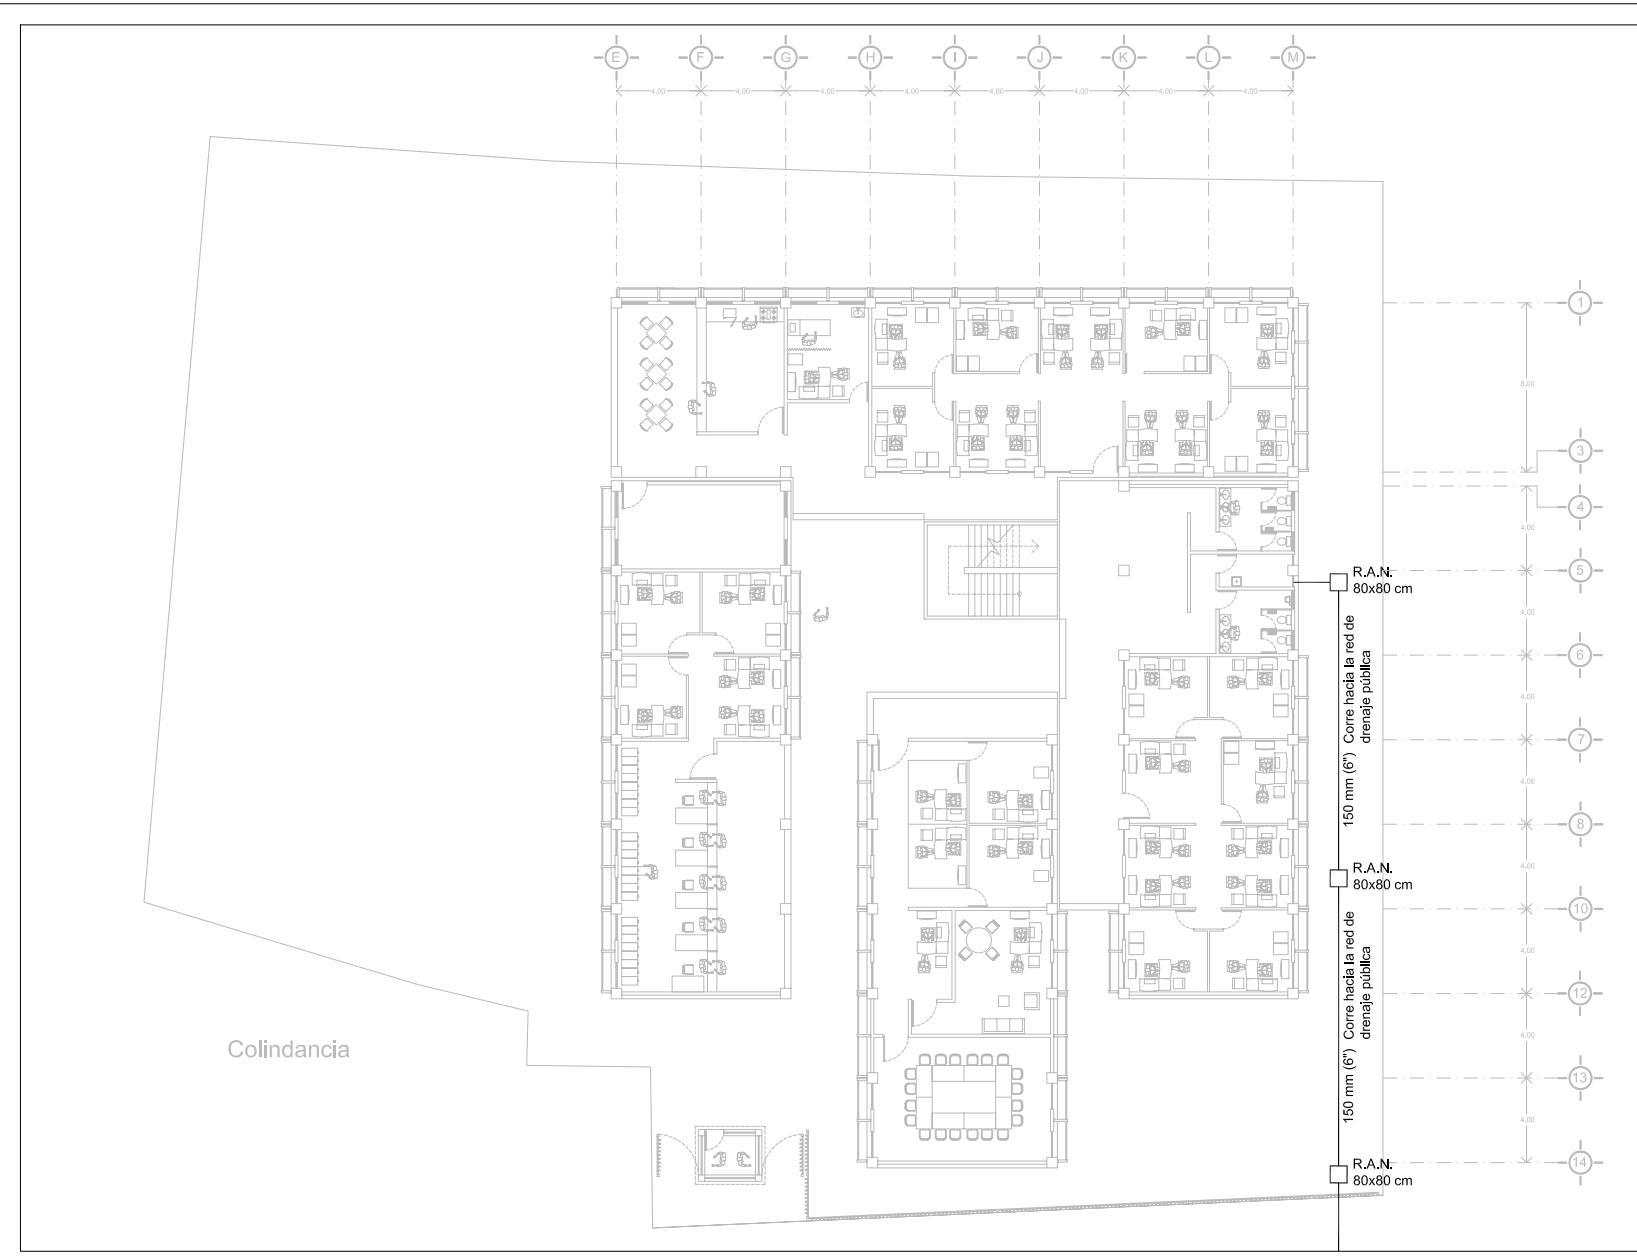 E F G H I J K L M
4,00 4,00 4,00 4,00 4,00 4,00 4,00 4,00
1
8.00
3
4
4,00
5
R.A.N.
80x80 cm
4,00
6
150 mm (6") Corre hacia la red de
drenaje pública
4,00
7
4,00
8
4,00
R.A.N.
80x80 cm
10
4,00
12
150 mm (6") Corre hacia la red de
drenaje pública
4,00
Colindancia
13
4,00
14
R.A.N.
80x80 cm